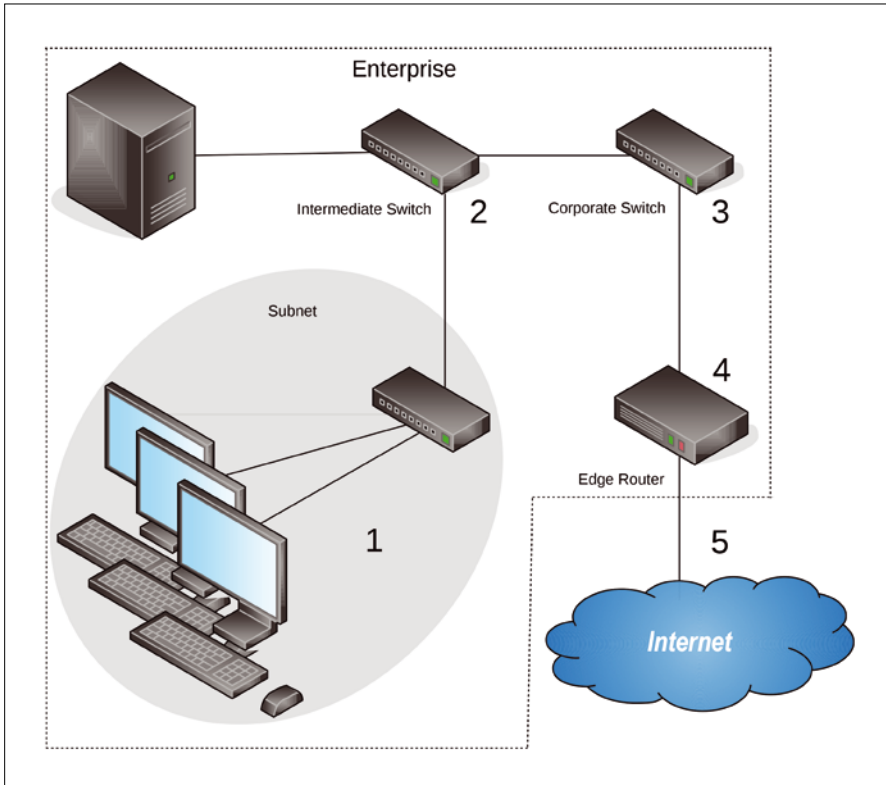 Enterprise
Intermediate Switch
2
Corporate Switch
3
Subnet
4
Edge Router
1
5
Internet